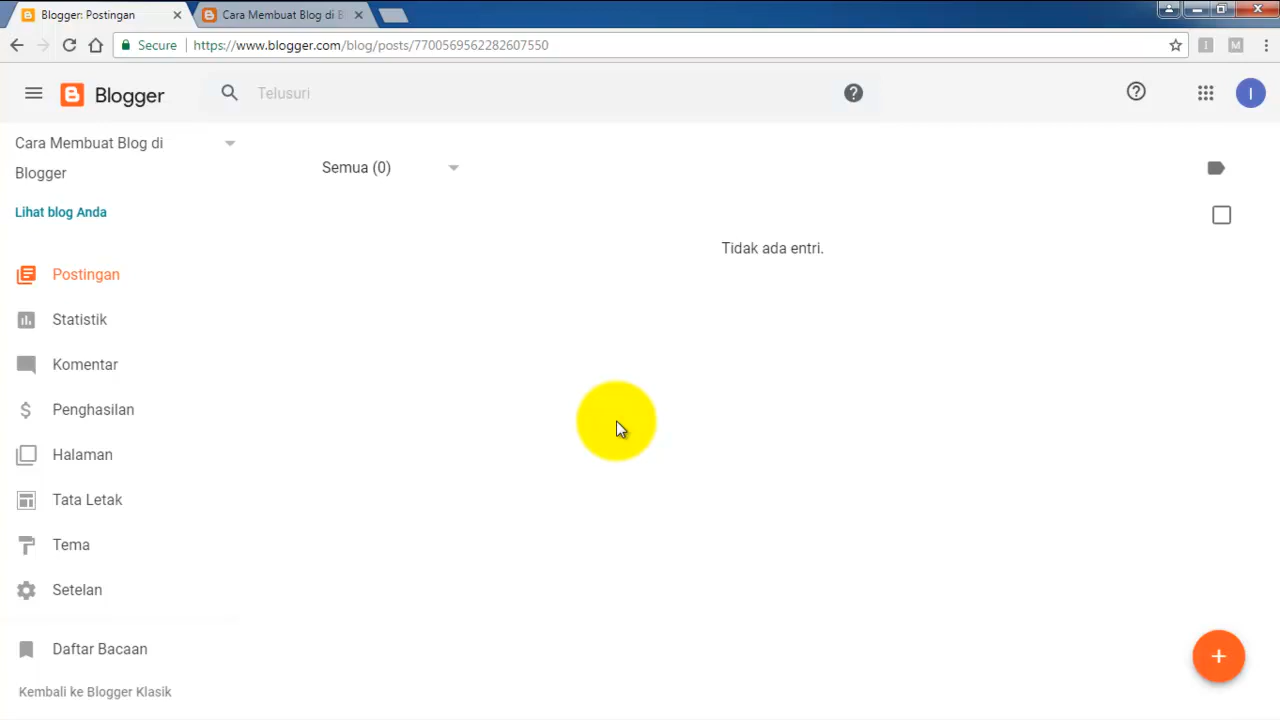 Blogger: Postingan
Cara Membuat Blog di B
Secure
https://www.blogger.com/blog/posts/7700569562282607550
I
M
Blogger
Telusuri
I
Cara Membuat Blog di
Blogger
Semua (0)
Lihat blog Anda
Tidak ada entri.
Postingan
Statistik
Komentar
Penghasilan
Halaman
Tata Letak
Tema
Setelan
Daftar Bacaan
Kembali ke Blogger Klasik